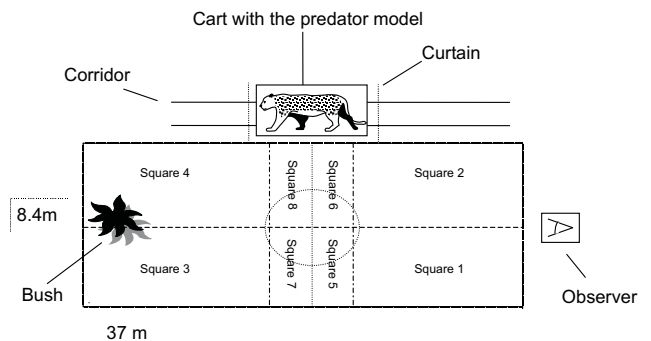 Cart with the predator model
Curtain
Corridor
Square 4
Square 8
Square 6
Square 2
8.4m
Square 3
Square 7
Square 5
Square 1
Bush
Observer
37 m